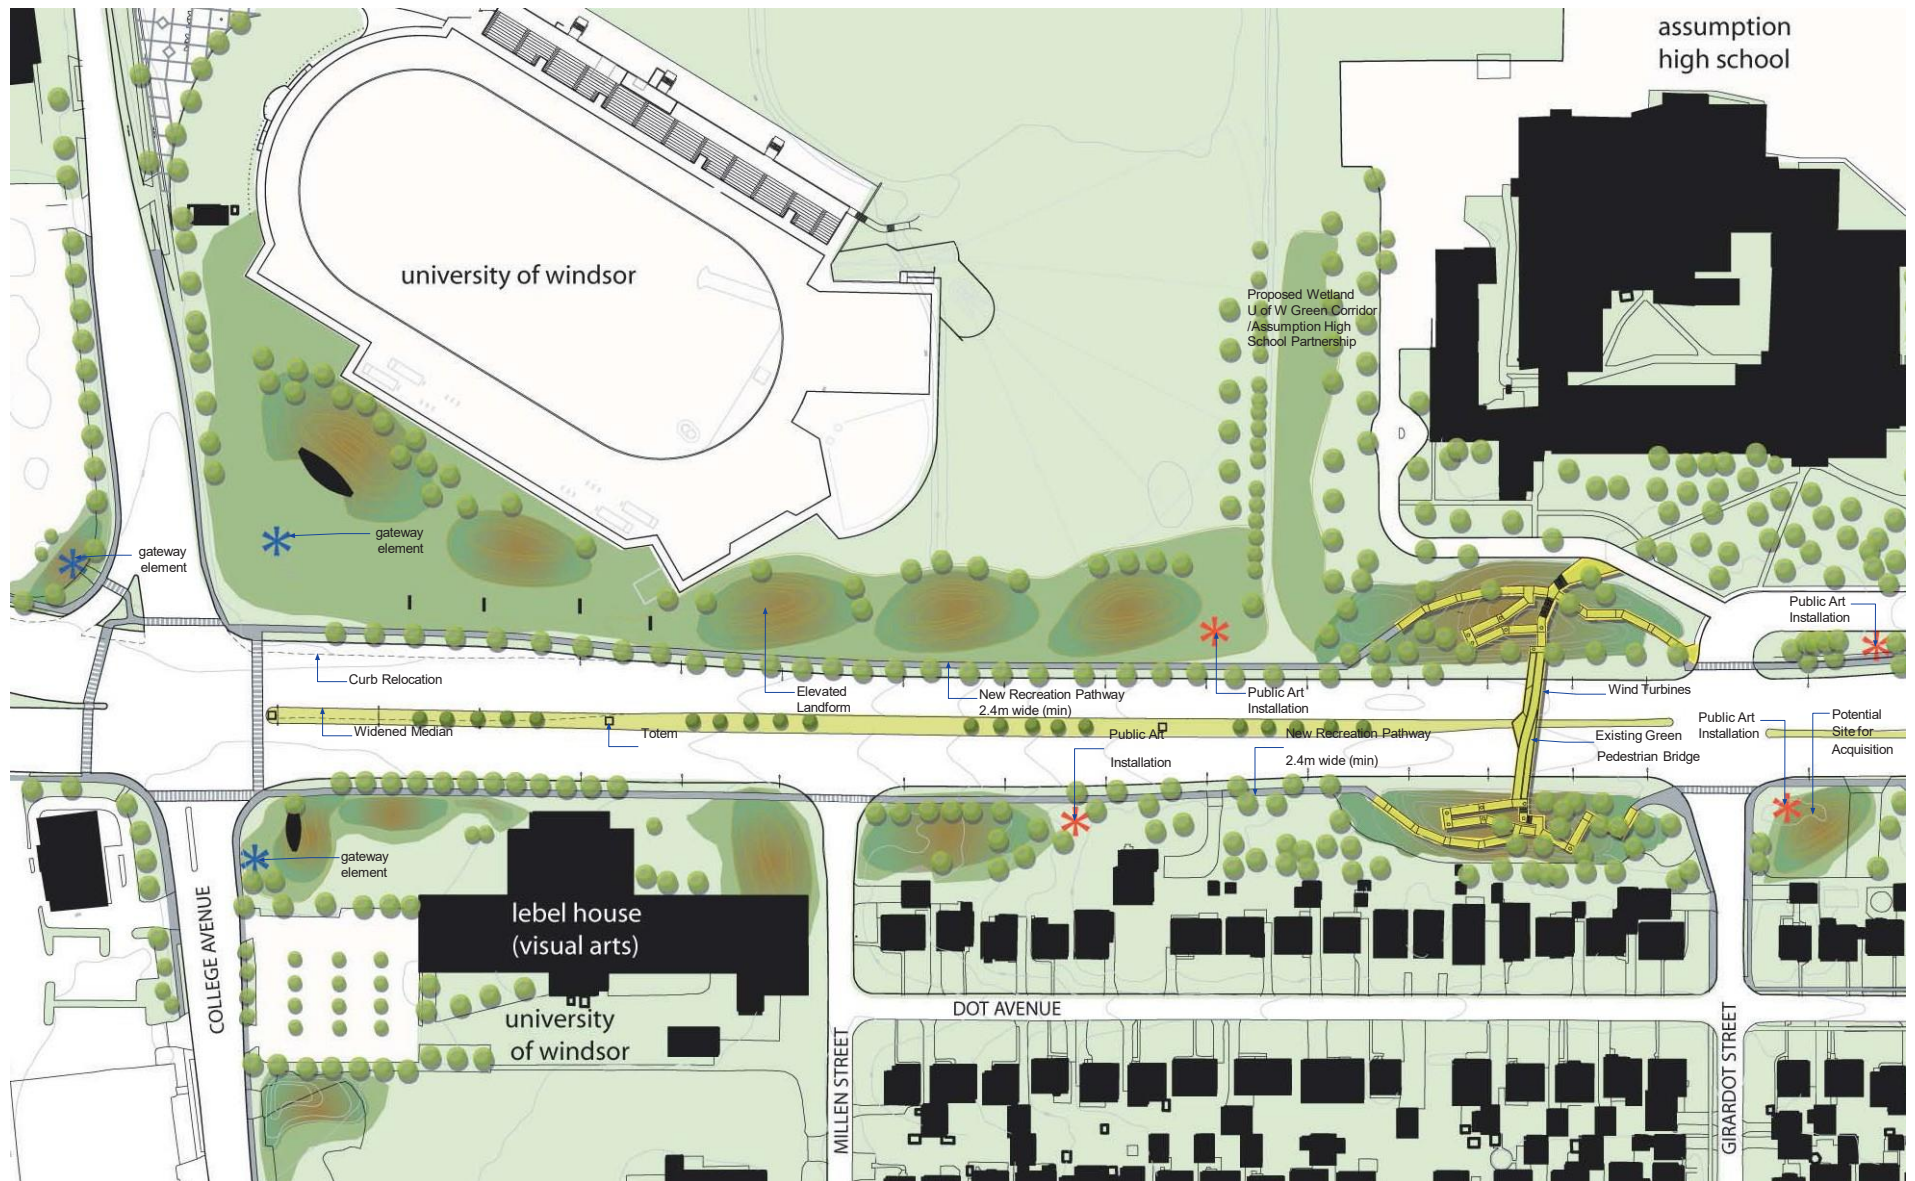 assumption
high school
university of windsor
Proposed Wetland
U of W Green Corridor
/Assumption High
School Partnership
D
gateway
element
gateway
element
Public Art
Installation
Curb Relocation
Elevated
Landform
New Recreation Pathway
2.4m wide (min)
Public Art
Installation
Wind Turbines
Widened Median
Totem
Public Art
Installation
New Recreation Pathway
2.4m wide (min)
Existing Green
Pedestrian Bridge
Public Art
Installation
Potential
Site for
Acquisition
gateway
element
lebel house
(visual arts)
university
of windsor
COLLEGE AVENUE
MILLEN STREET
DOT AVENUE
GIRARDOT STREET